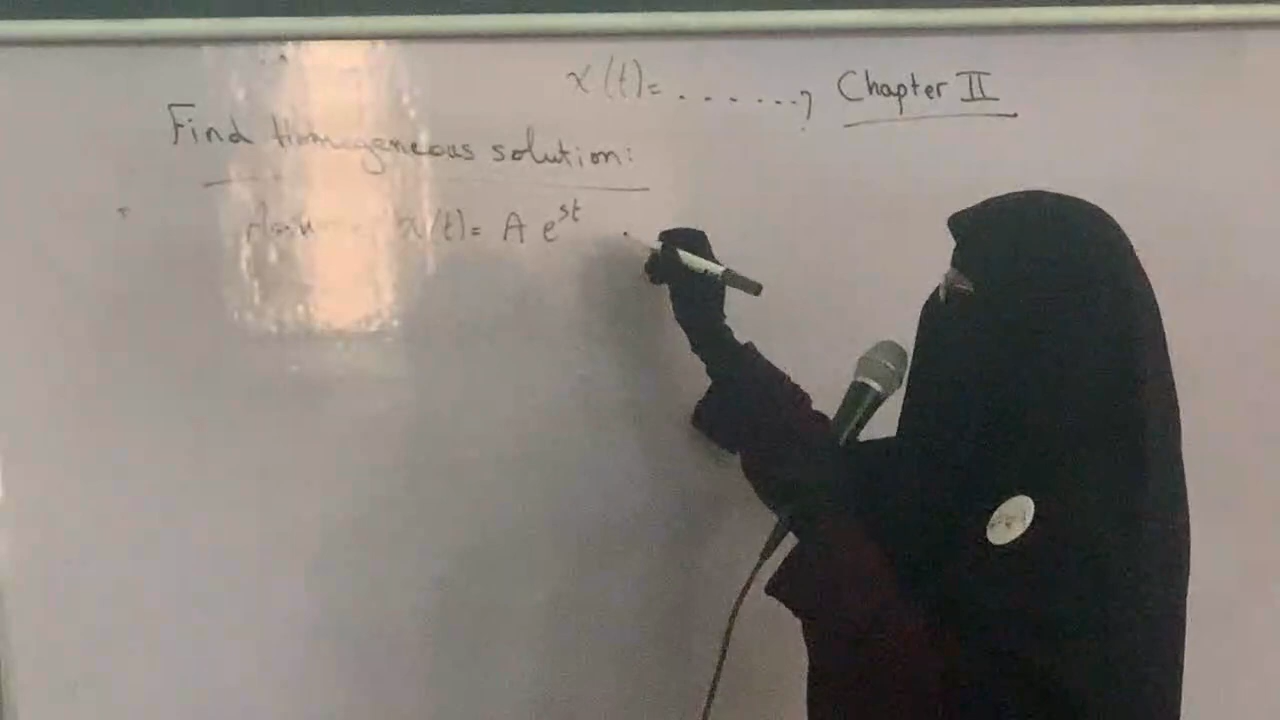 x(t)= . . . . . . ., Chapter II
Find Homogeneous solution:
x(t)= A e^st